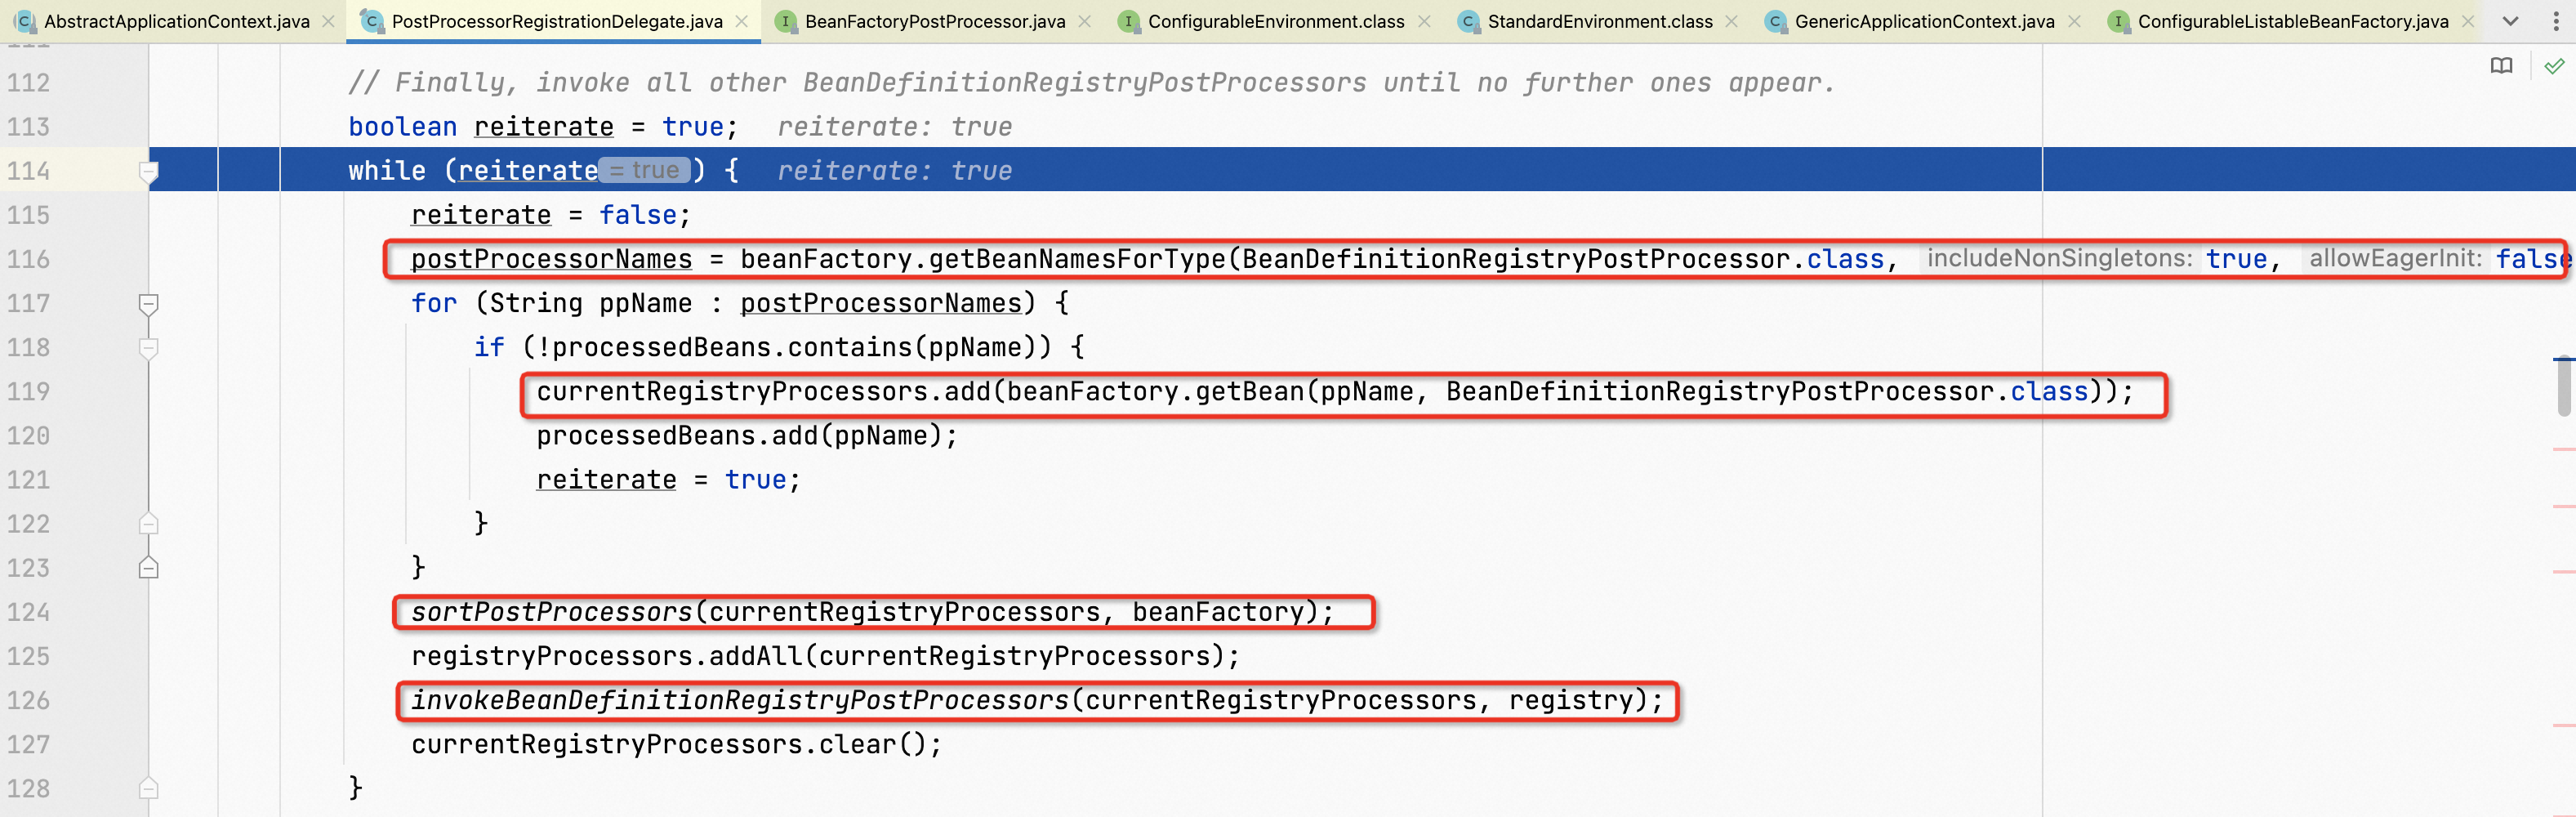 AbstractApplicationContext.java PostProcessorRegistrationDelegate.java BeanFactoryPostProcessor.java ConfigurableEnvironment.class StandardEnvironment.class GenericApplicationContext.java ConfigurableListableBeanFactory.java
112 // Finally, invoke all other BeanDefinitionRegistryPostProcessors until no further ones appear.
113 boolean reiterate = true; reiterate: true
114 while (reiterate = true ) { reiterate: true
115 reiterate = false;
116 postProcessorNames = beanFactory.getBeanNamesForType(BeanDefinitionRegistryPostProcessor.class, includeNonSingletons: true, allowEagerInit: false
117 for (String ppName : postProcessorNames) {
118 if (!processedBeans.contains(ppName)) {
119 currentRegistryProcessors.add(beanFactory.getBean(ppName, BeanDefinitionRegistryPostProcessor.class));
120 processedBeans.add(ppName);
121 reiterate = true;
122 }
123 }
124 sortPostProcessors(currentRegistryProcessors, beanFactory);
125 registryProcessors.addAll(currentRegistryProcessors);
126 invokeBeanDefinitionRegistryPostProcessors(currentRegistryProcessors, registry);
127 currentRegistryProcessors.clear();
128 }